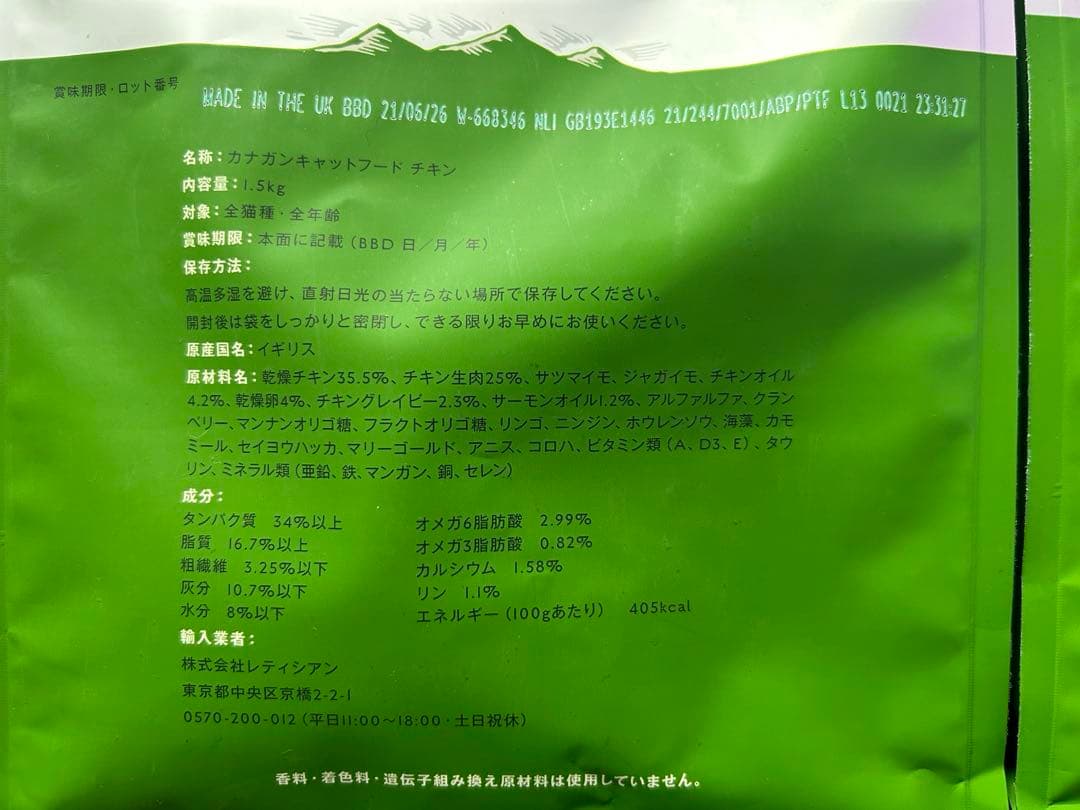 賞味期限・ロット番号
MADE IN THE UK BBD 21/06/26 W-668346 NLI GB193E1446 21/244/7001/ABP/PTF L13 0021 23:31:27
名称：カナガンキャットフード チキン
内容量：1.5kg
対象：全猫種・全年齢
賞味期限：本面に記載（BBD 日／月／年）
保存方法：
高温多湿を避け、直射日光の当たらない場所で保存してください。
開封後は袋をしっかりと密閉し、できる限りお早めにお使いください。
原産国名：イギリス
原材料名：乾燥チキン35.5%、チキン生肉25%、サツマイモ、ジャガイモ、チキンオイル
4.2%、乾燥卵4%、チキングレイビー2.3%、サーモンオイル1.2%、アルファルファ、クラン
ベリー、マンナンオリゴ糖、フラクトオリゴ糖、リンゴ、ニンジン、ホウレンソウ、海藻、カモ
ミール、セイヨウハッカ、マリーゴールド、アニス、コロハ、ビタミン類（A、D3、E）、タウ
リン、ミネラル類（亜鉛、鉄、マンガン、銅、セレン）
成分：
タンパク質 34%以上 オメガ6脂肪酸 2.99%
脂質 16.7%以上 オメガ3脂肪酸 0.82%
粗繊維 3.25%以下 カルシウム 1.58%
灰分 10.7%以下 リン 1.1%
水分 8%以下 エネルギー（100gあたり） 405kcal
輸入業者：
株式会社レティシアン
東京都中央区京橋2-2-1
0570-200-012（平日11:00～18:00・土日祝休）
香料・着色料・遺伝子組み換え原材料は使用していません。